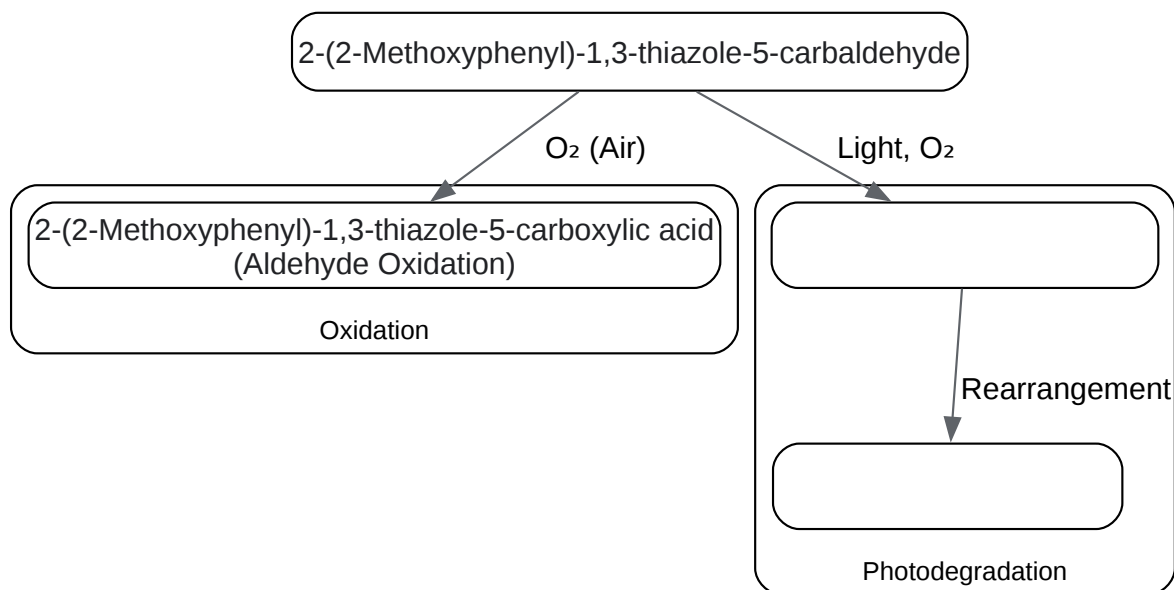 2-(2-Methoxyphenyl)-1,3-thiazole-5-carbaldehyde
O₂ (Air)
Light, O₂
2-(2-Methoxyphenyl)-1,3-thiazole-5-carboxylic acid
(Aldehyde Oxidation)
Oxidation
Rearrangement
Photodegradation